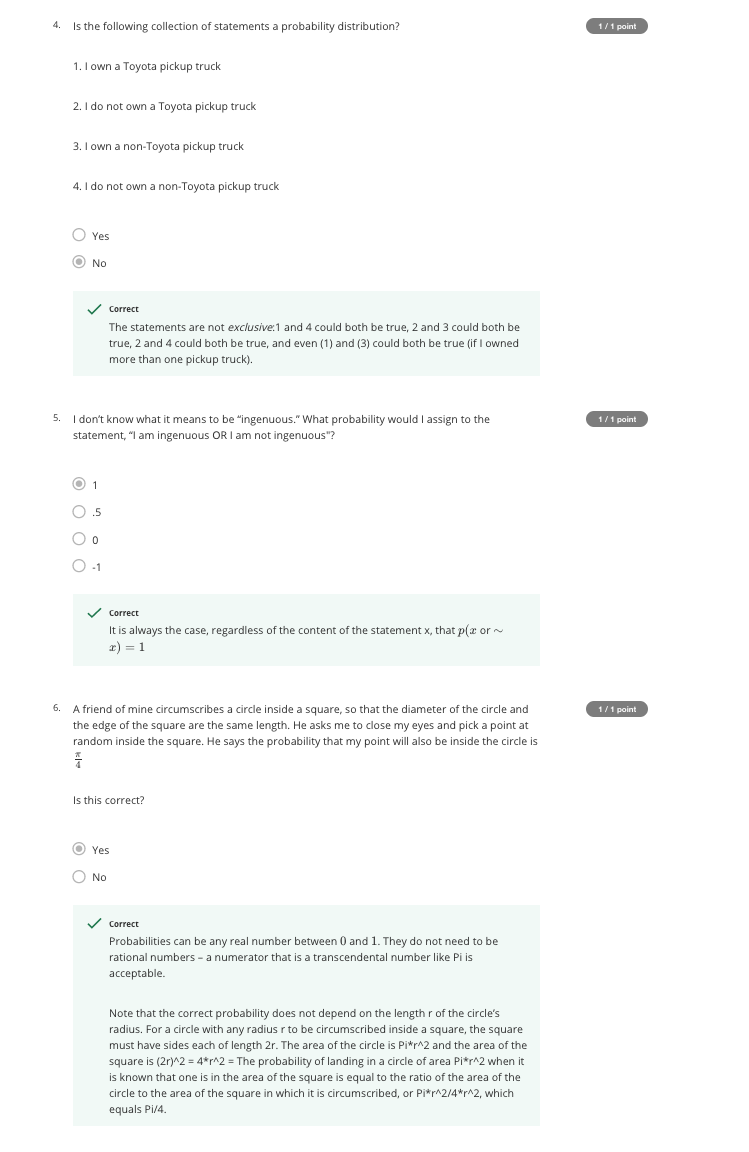 4. Is the following collection of statements a probability distribution?
1 / 1 point
1. I own a Toyota pickup truck
2. I do not own a Toyota pickup truck
3. I own a non-Toyota pickup truck
4. I do not own a non-Toyota pickup truck
Yes
No
Correct
The statements are not exclusive:1 and 4 could both be true, 2 and 3 could both be
true, 2 and 4 could both be true, and even (1) and (3) could both be true (if I owned
more than one pickup truck).
5. I don't know what it means to be “ingenuous.” What probability would I assign to the
1 / 1 point
statement, “I am ingenuous OR I am not ingenuous"?
1
.5
0
-1
Correct
It is always the case, regardless of the content of the statement x, that p(x or ∼
x) = 1
6. A friend of mine circumscribes a circle inside a square, so that the diameter of the circle and
1 / 1 point
the edge of the square are the same length. He asks me to close my eyes and pick a point at
random inside the square. He says the probability that my point will also be inside the circle is
π/4
Is this correct?
Yes
No
Correct
Probabilities can be any real number between 0 and 1. They do not need to be
rational numbers – a numerator that is a transcendental number like Pi is
acceptable.
Note that the correct probability does not depend on the length r of the circle's
radius. For a circle with any radius r to be circumscribed inside a square, the square
must have sides each of length 2r. The area of the circle is Pi*r^2 and the area of the
square is (2r)^2 = 4*r^2 = The probability of landing in a circle of area Pi*r^2 when it
is known that one is in the area of the square is equal to the ratio of the area of the
circle to the area of the square in which it is circumscribed, or Pi*r^2/4*r^2, which
equals Pi/4.